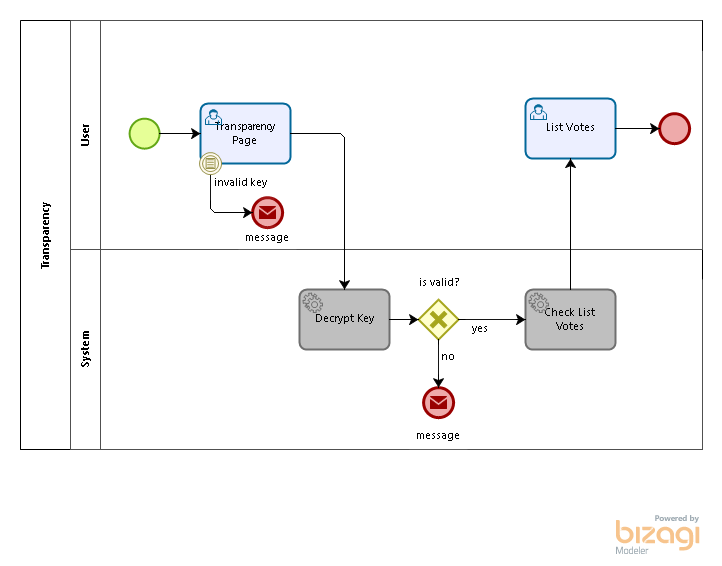 Transparency
User
Transparency
Page
invalid key
message
List Votes
System
Decrypt Key
is valid?
yes
no
message
Check List
Votes
Powered by
bizagi
Modeler